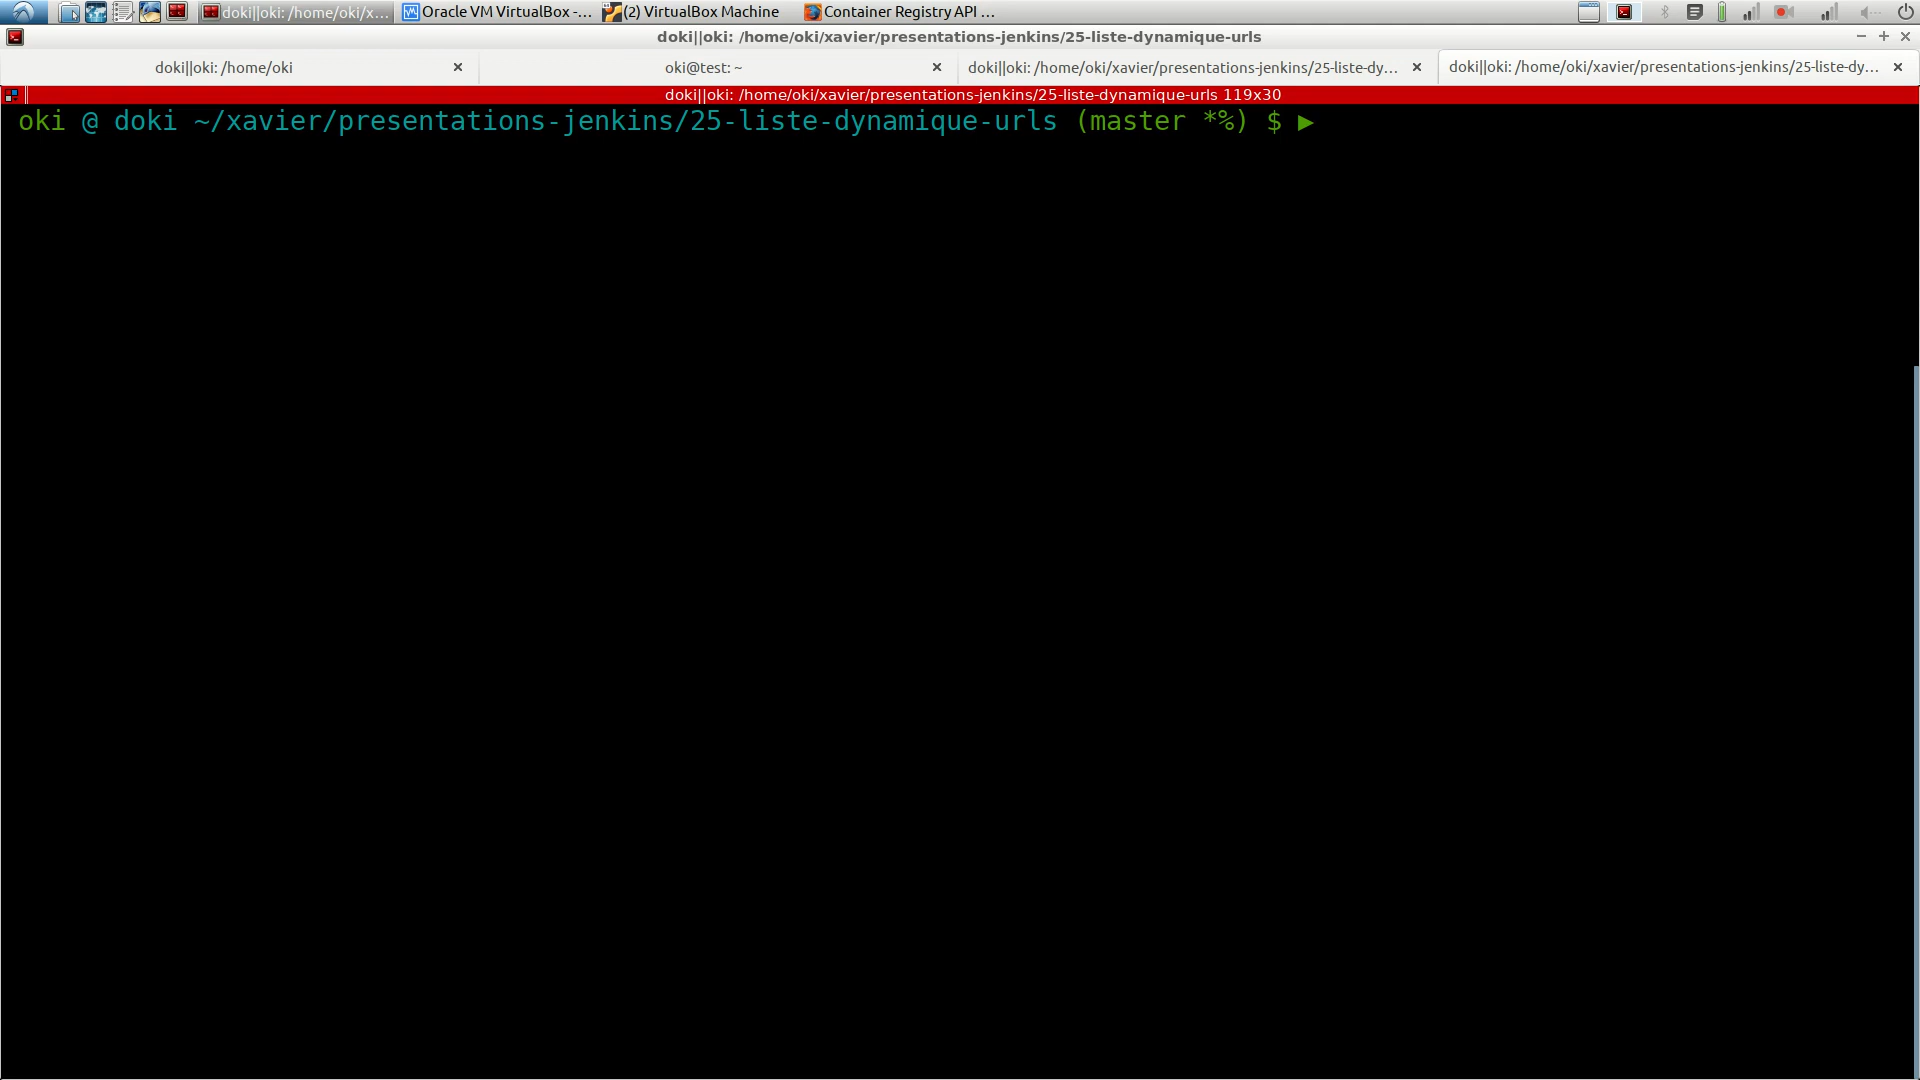 doki||oki: /home/oki/x... Oracle VM VirtualBox -... (2) VirtualBox Machine Container Registry API ...
doki||oki: /home/oki/xavier/presentations-jenkins/25-liste-dynamique-urls
doki||oki: /home/oki oki@test: ~ doki||oki: /home/oki/xavier/presentations-jenkins/25-liste-dy... doki||oki: /home/oki/xavier/presentations-jenkins/25-liste-dy...
doki||oki: /home/oki/xavier/presentations-jenkins/25-liste-dynamique-urls 119x30
oki @ doki ~/xavier/presentations-jenkins/25-liste-dynamique-urls (master *%) $ ▶